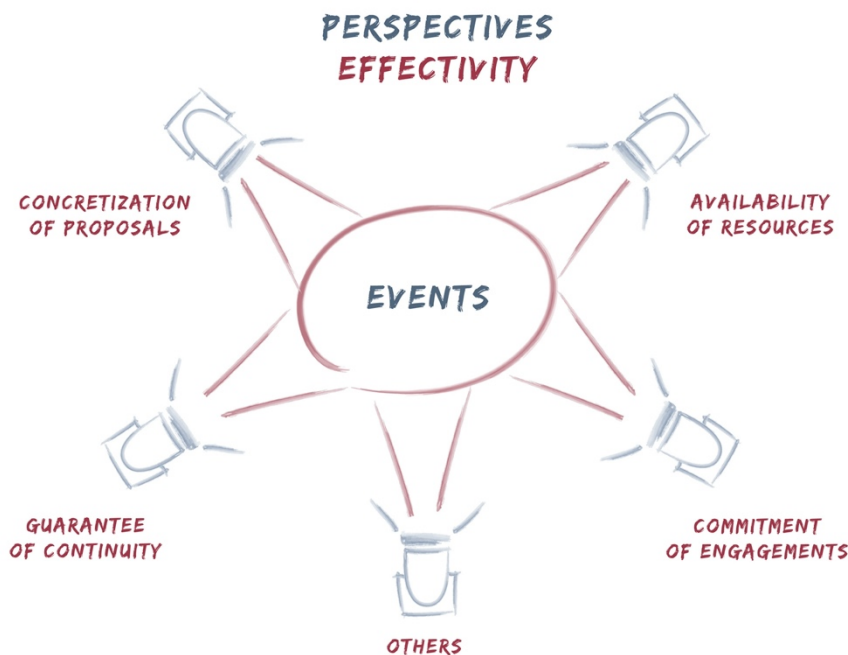 PERSPECTIVES
EFFECTIVITY
CONCRETIZATION
OF PROPOSALS
AVAILABILITY
OF RESOURCES
EVENTS
GUARANTEE
OF CONTINUITY
COMMITMENT
OF ENGAGEMENTS
OTHERS